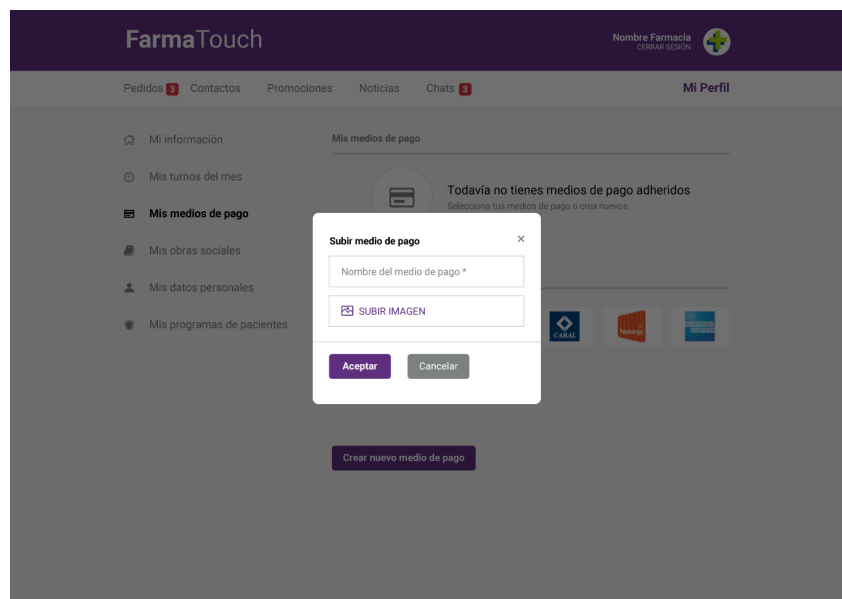 FarmaTouch
Nombre Farmacia
CERRAR SESIÓN
Pedidos 3 Contactos Promociones Noticias Chats 3 Mi Perfil
Mi información
Mis turnos del mes
Mis medios de pago
Mis obras sociales
Mis datos personales
Mis programas de pacientes
Mis medios de pago
Todavía no tienes medios de pago adheridos
Selecciona tus medios de pago o crea nuevos
Subir medio de pago ×
Nombre del medio de pago *
SUBIR IMAGEN
Aceptar Cancelar
CABAL
Naranja
Crear nuevo medio de pago